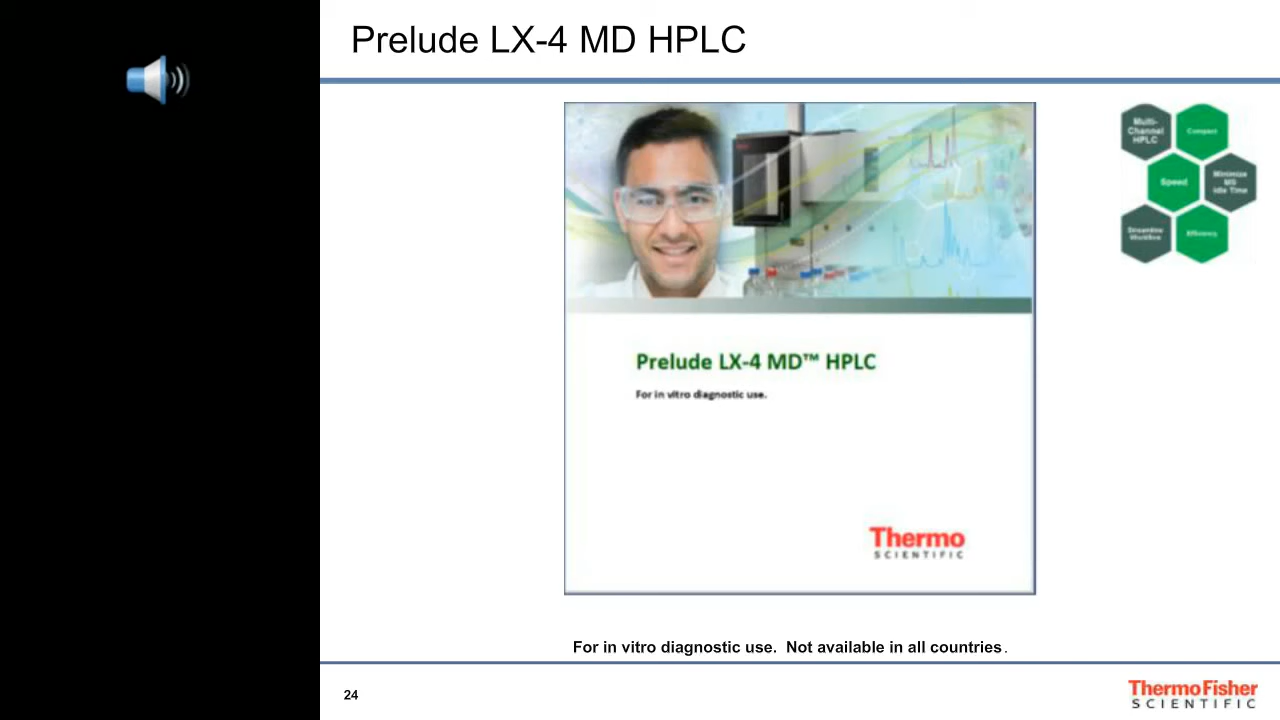 Prelude LX-4 MD HPLC
Multi-
Channel
HPLC
Compact
Speed
Minimize
MS
Idle Time
Streamline
Workflow
Efficiency
Prelude LX-4 MD™ HPLC
For in vitro diagnostic use.
Thermo
SCIENTIFIC
For in vitro diagnostic use. Not available in all countries.
24
ThermoFisher
SCIENTIFIC